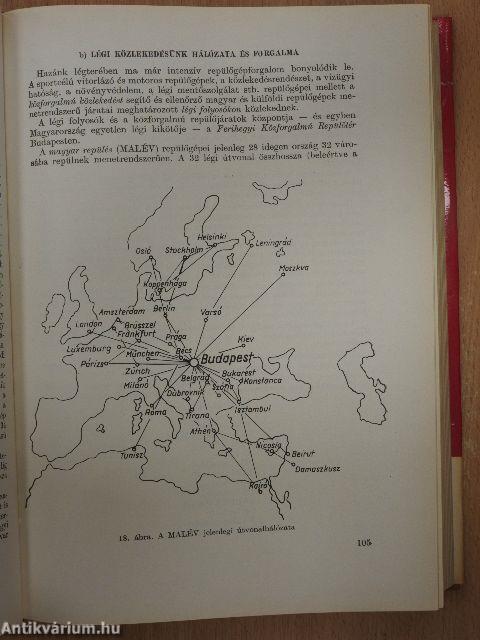 b) LÉGI KÖZLEKEDÉSÜNK HÁLÓZATA ÉS FORGALMA
Hazánk légterében ma már intenzív repülőgépforgalom bonyolódik le.
A sportcélú vitorlázó és motoros repülőgépek, a közlekedésrendészet, a vízügyi
hatóság, a növényvédelem, a légi mentőszolgálat stb. repülőgépei mellett a
közforgalmú közlekedést segítő és ellenőrző magyar és külföldi repülőgépek me-
netrendszerű járatai meghatározott légi folyosókon közlekednek.
A légi folyosók és a közforgalmú repülőjáratok központja — és egyben
Magyarország egyetlen légi kikötője — a Ferihegyi Közforgalmú Repülőtér
Budapesten.
A magyar repülés (MALÉV) repülőgépei jelenleg 28 idegen ország 32 váro-
sába repülnek menetrendszerűen. A 32 légi útvonal összhossza (beleértve a
Helsinki
Osló
Stockholm
Leningrád
Koppenhága
Moszkva
Amszterdam
Berlin
Varsó
London
Brüsszel
Frankfurt
Prága
Kiev
Luxemburg
München
Bécs
Budapest
Párizs
Zürich
Belgrád
Bukarest
Milánó
Konstanca
Dubrovnik
Szófia
Róma
Tirana
Isztambul
Athén
Tunisz
Nicosia
Beirut
Damaszkusz
Kairó
18. ábra. A MALÉV jelenlegi útvonalhálózata
105
Antikvárium.hu